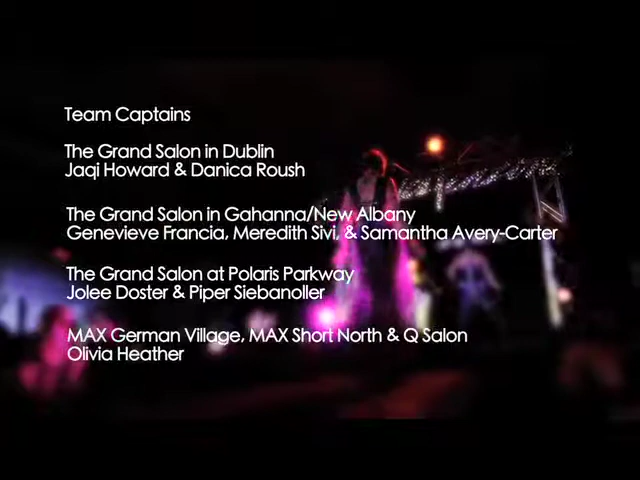 Team Captains
The Grand Salon in Dublin
Jaqi Howard & Danica Roush
The Grand Salon in Gahanna/New Albany
Genevieve Francia, Meredith Sivi, & Samantha Avery-Carter
The Grand Salon at Polaris Parkway
Jolee Doster & Piper Siebanoller
MAX German Village, MAX Short North & Q Salon
Olivia Heather